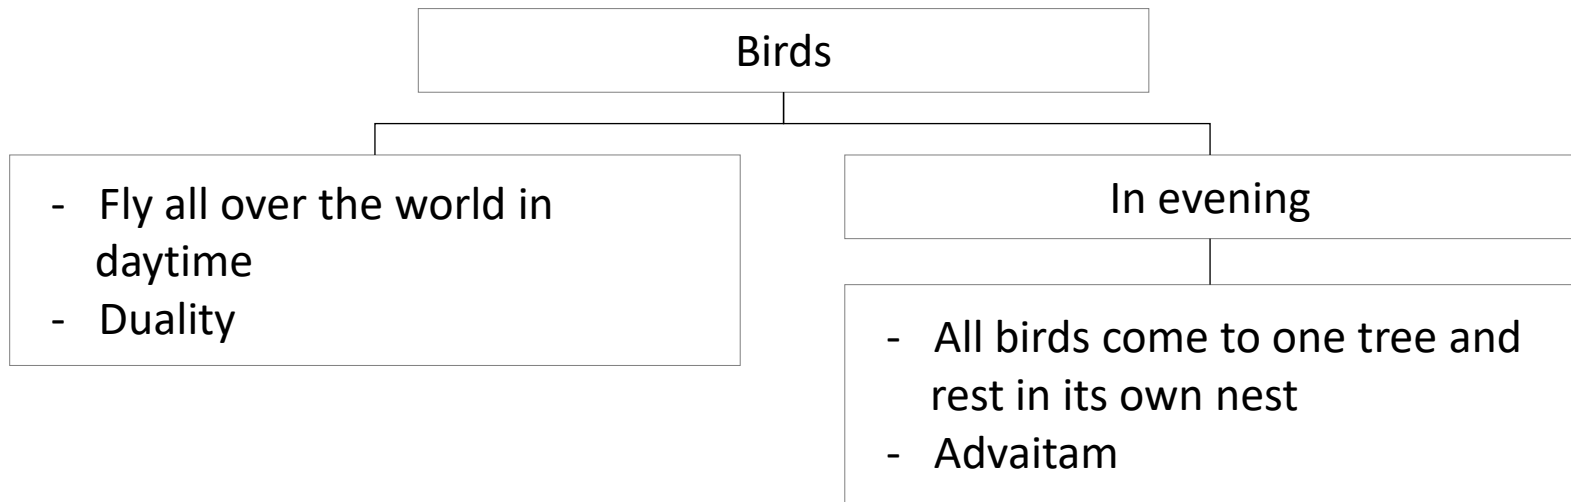 Birds
- Fly all over the world in
daytime
- Duality
In evening
- All birds come to one tree and
rest in its own nest
- Advaitam